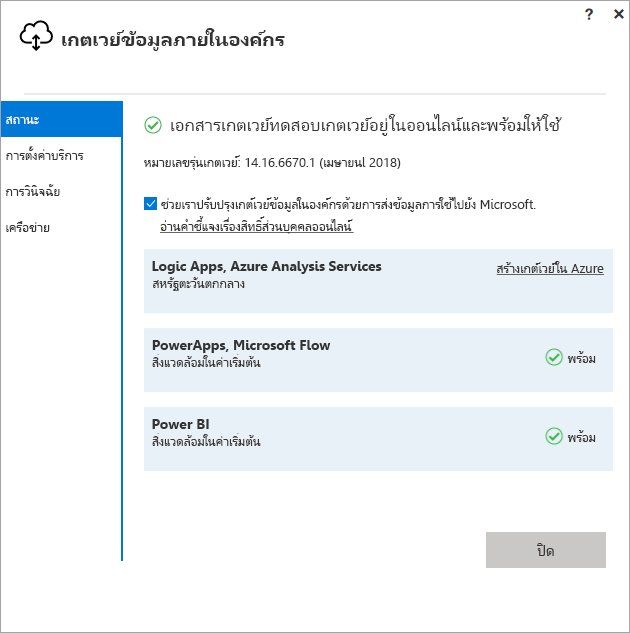 ? ×
เกตเวย์ข้อมูลภายในองค์กร
สถานะ
การตั้งค่าบริการ
การวินิจฉัย
เครือข่าย
เอกสารเกตเวย์ทดสอบเกตเวย์อยู่ในออนไลน์และพร้อมให้ใช้
หมายเลขรุ่นเกตเวย์: 14.16.6670.1 (เมษายนl 2018)
ช่วยเราปรับปรุงเกต์เวย์ข้อมูลในองค์กรด้วยการส่งข้อมูลการใช้ไปยัง Microsoft.
อ่านคำชี้แจงเรื่องสิทธิ์ส่วนบุคคลออนไลน์
Logic Apps, Azure Analysis Services
สหรัฐตะวันตกกลาง
สร้างเกต์เวย์ใน Azure
PowerApps, Microsoft Flow
สิ่งแวดล้อมในค่าเริ่มต้น
พร้อม
Power BI
สิ่งแวดล้อมในค่าเริ่มต้น
พร้อม
ปิด